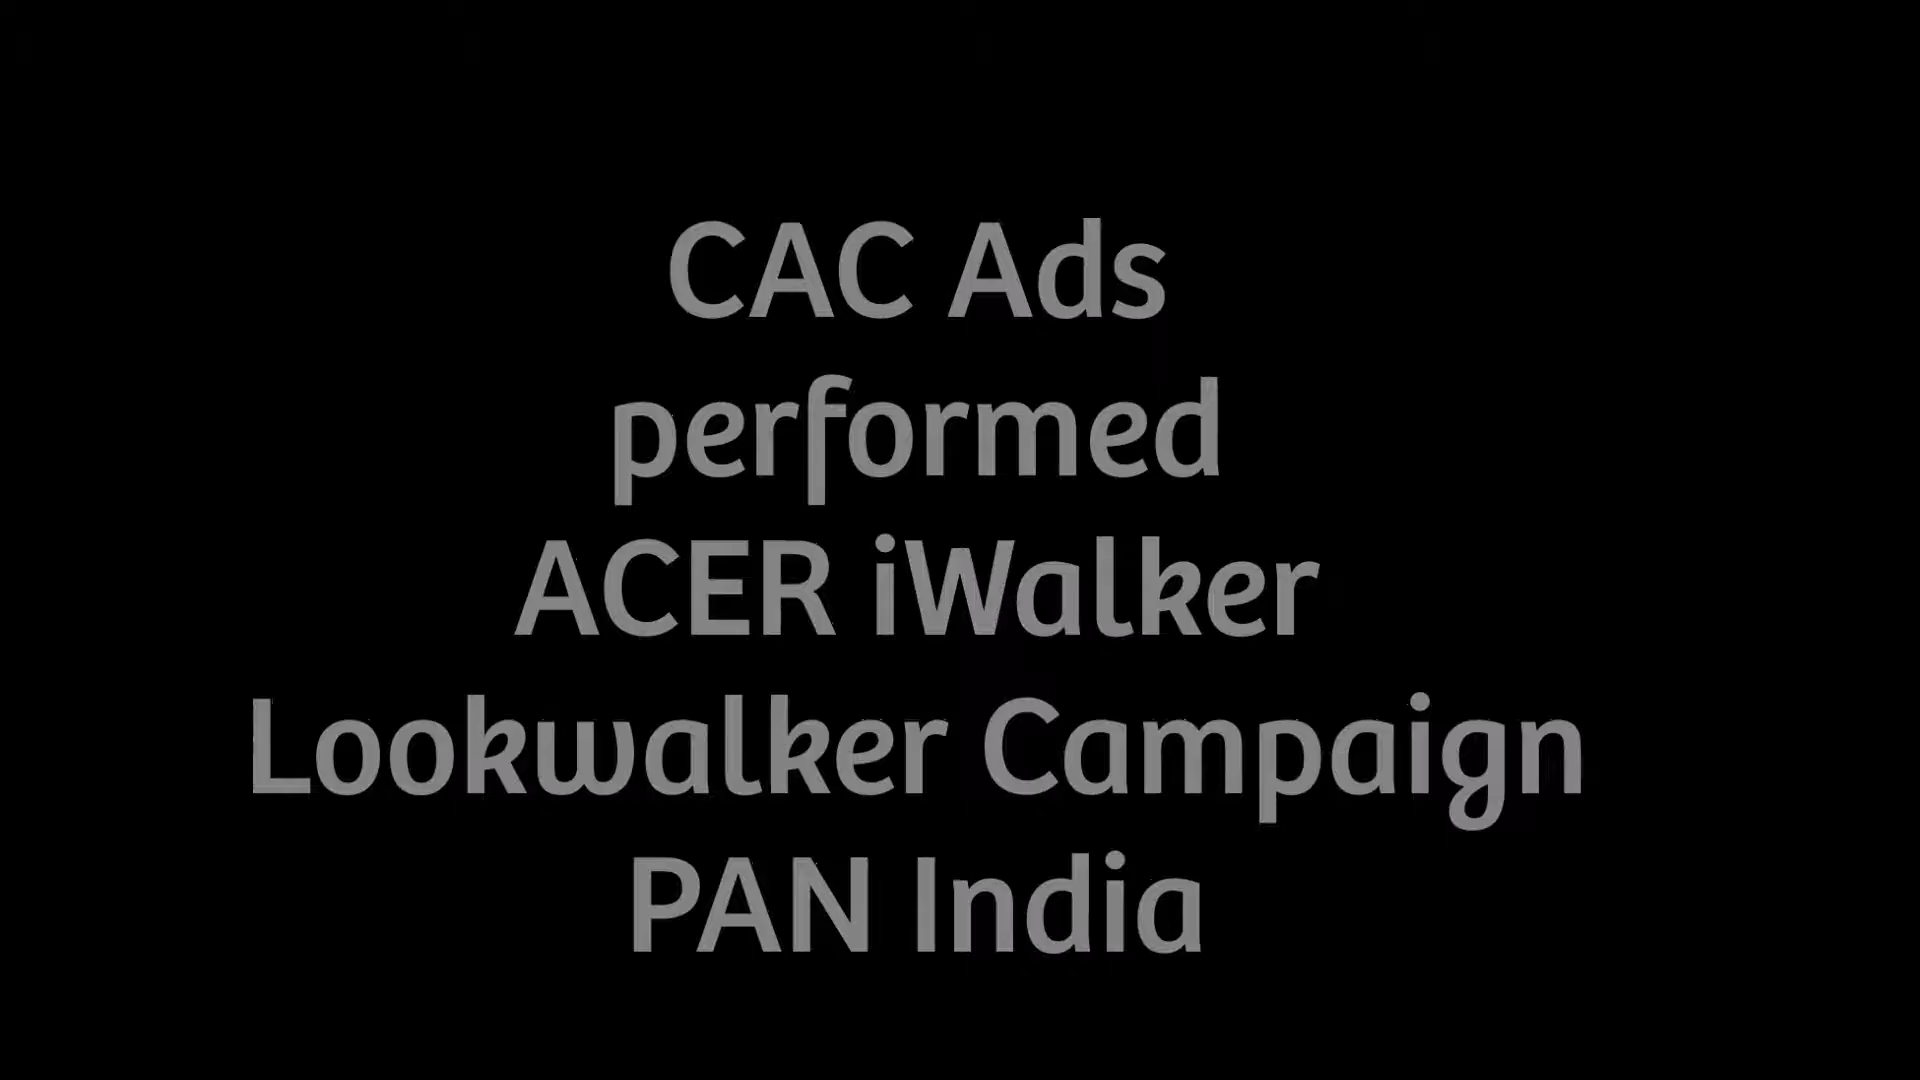 CAC Ads
performed
ACER iWalker
Lookwalker Campaign
PAN India